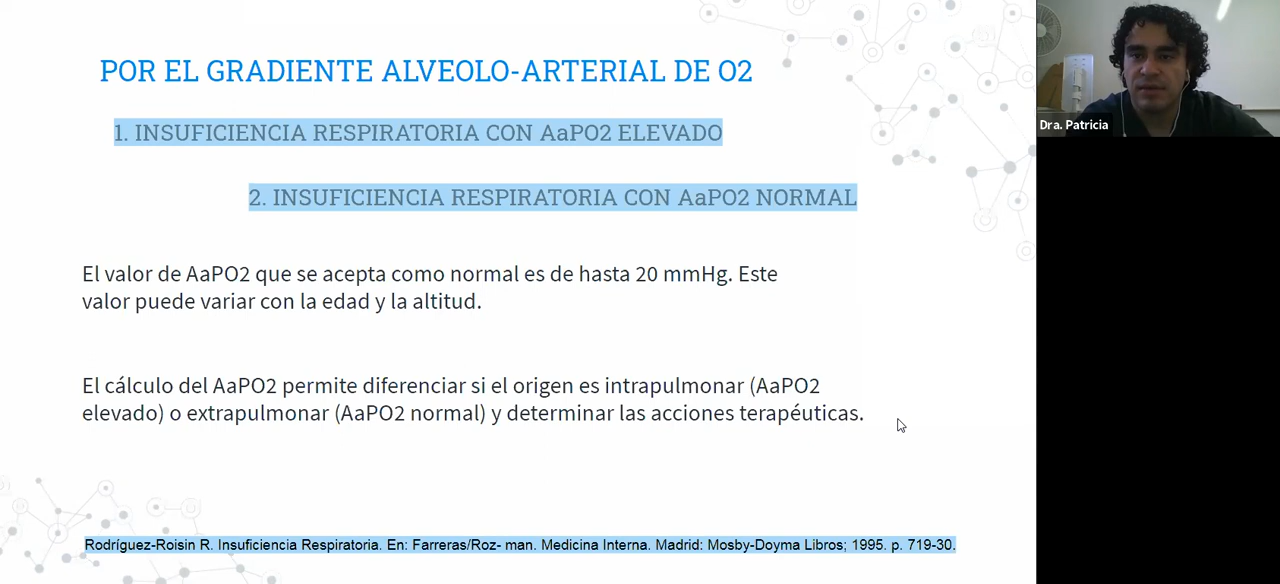 POR EL GRADIENTE ALVEOLO-ARTERIAL DE O2
1. INSUFICIENCIA RESPIRATORIA CON AaPO2 ELEVADO
2. INSUFICIENCIA RESPIRATORIA CON AaPO2 NORMAL
El valor de AaPO2 que se acepta como normal es de hasta 20 mmHg. Este
valor puede variar con la edad y la altitud.
El cálculo del AaPO2 permite diferenciar si el origen es intrapulmonar (AaPO2
elevado) o extrapulmonar (AaPO2 normal) y determinar las acciones terapéuticas.
Rodríguez-Roisin R. Insuficiencia Respiratoria. En: Farreras/Roz- man. Medicina Interna. Madrid: Mosby-Doyma Libros; 1995. p. 719-30.
Dra. Patricia